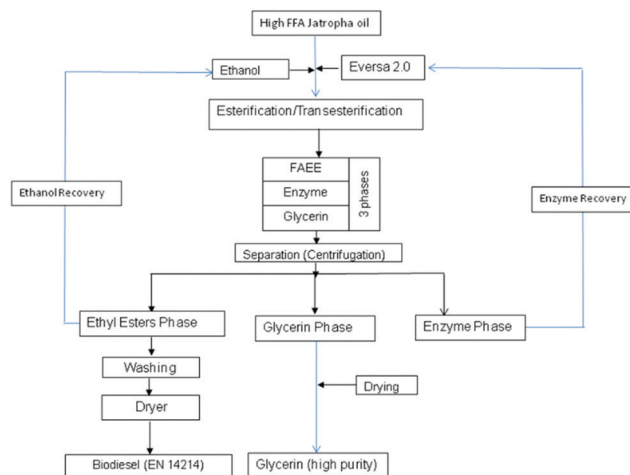 High FFA Jatropha oil
Ethanol
Eversa 2.0
Esterification/Transesterification
FAEE
Enzyme
Glycerin
3 phases
Ethanol Recovery
Enzyme Recovery
Separation (Centrifugation)
Ethyl Esters Phase
Glycerin Phase
Enzyme Phase
Washing
Drying
Dryer
Biodiesel (EN 14214)
Glycerin (high purity)